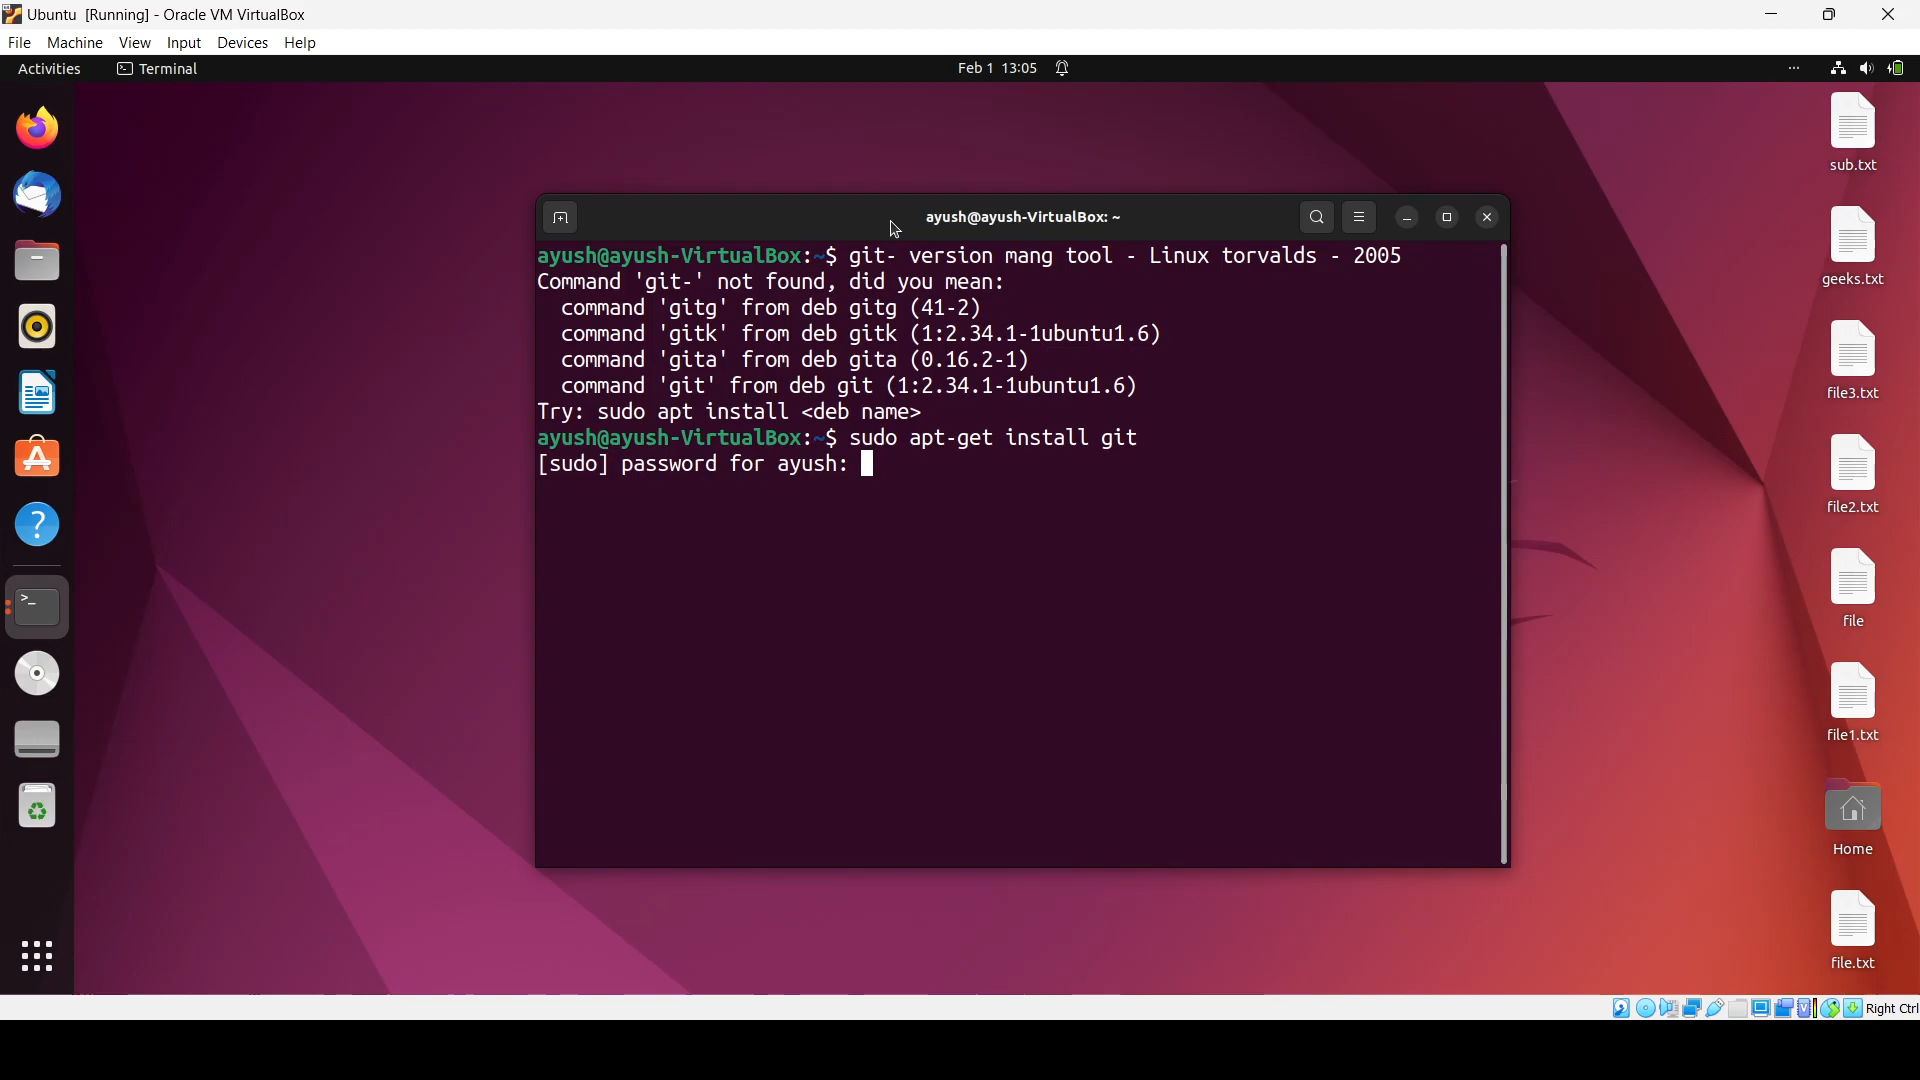 Ubuntu [Running] - Oracle VM VirtualBox
File Machine View Input Devices Help
Activities Terminal Feb 1 13:05
ayush@ayush-VirtualBox: ~
ayush@ayush-VirtualBox:~$ git- version mang tool - Linux torvalds - 2005
Command 'git-' not found, did you mean:
command 'gitg' from deb gitg (41-2)
command 'gitk' from deb gitk (1:2.34.1-1ubuntu1.6)
command 'gita' from deb gita (0.16.2-1)
command 'git' from deb git (1:2.34.1-1ubuntu1.6)
Try: sudo apt install <deb name>
ayush@ayush-VirtualBox:~$ sudo apt-get install git
[sudo] password for ayush:
sub.txt
geeks.txt
file3.txt
file2.txt
file
file1.txt
Home
file.txt
Right Ctrl